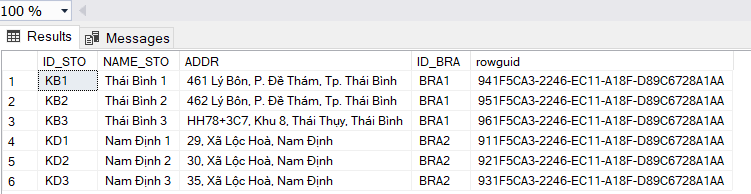 100 %
Results Messages
ID_STO NAME_STO ADDR ID_BRA rowguid
1 KB1 Thái Bình 1 461 Lý Bôn, P. Đề Thám, Tp. Thái Bình BRA1 941F5CA3-2246-EC11-A18F-D89C6728A1AA
2 KB2 Thái Bình 2 462 Lý Bôn, P. Đề Thám, Tp. Thái Bình BRA1 951F5CA3-2246-EC11-A18F-D89C6728A1AA
3 KB3 Thái Bình 3 HH78+3C7, Khu 8, Thái Thụy, Thái Bình BRA1 961F5CA3-2246-EC11-A18F-D89C6728A1AA
4 KD1 Nam Định 1 29, Xã Lộc Hoà, Nam Định BRA2 911F5CA3-2246-EC11-A18F-D89C6728A1AA
5 KD2 Nam Định 2 30, Xã Lộc Hoà, Nam Định BRA2 921F5CA3-2246-EC11-A18F-D89C6728A1AA
6 KD3 Nam Định 3 35, Xã Lộc Hoà, Nam Định BRA2 931F5CA3-2246-EC11-A18F-D89C6728A1AA